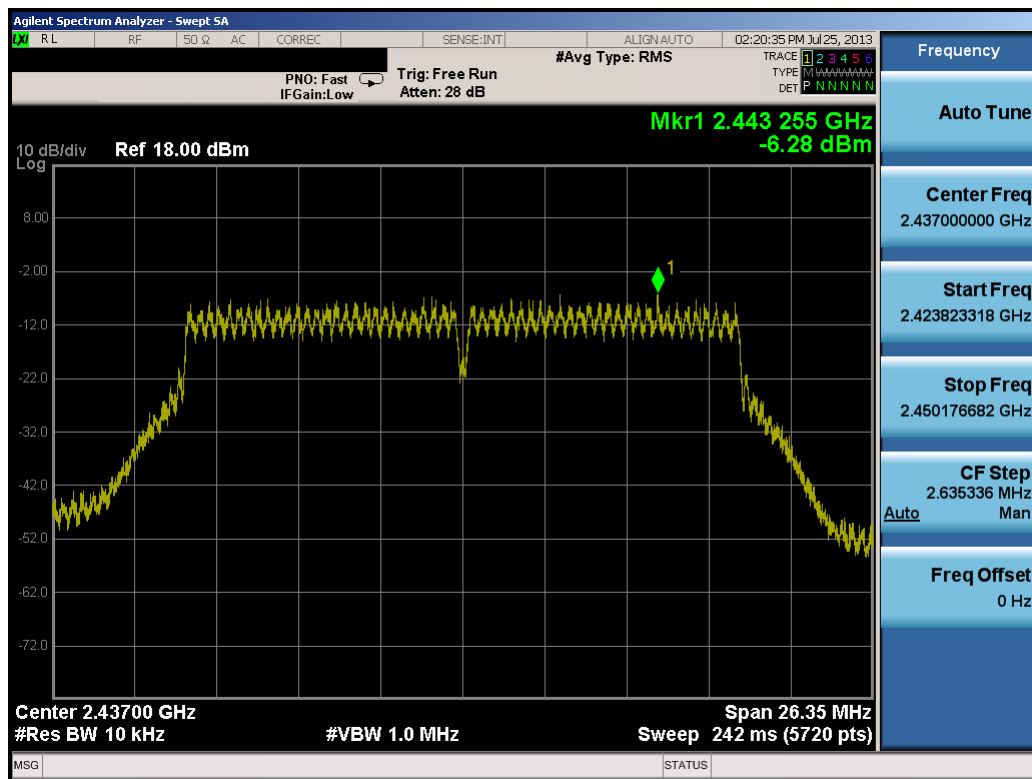 Agilent Spectrum Analyzer - Swept SA
LXI RL RF 50 Ω AC CORREC SENSE:INT ALIGN AUTO 02:20:35 PM Jul 25, 2013
PNO: Fast
IFGain:Low
Trig: Free Run
Atten: 28 dB
#Avg Type: RMS
TRACE 1 2 3 4 5 6
TYPE M WWWWW
DET P N N N N N
Mkr1 2.443 255 GHz
-6.28 dBm
10 dB/div Ref 18.00 dBm
Log
8.00
-2.00
-12.0
-22.0
-32.0
-42.0
-52.0
-62.0
-72.0
1
Center 2.43700 GHz Span 26.35 MHz
#Res BW 10 kHz #VBW 1.0 MHz Sweep 242 ms (5720 pts)
MSG STATUS
Frequency
Auto Tune
Center Freq
2.437000000 GHz
Start Freq
2.423823318 GHz
Stop Freq
2.450176682 GHz
CF Step
2.635336 MHz
Auto Man
Freq Offset
0 Hz